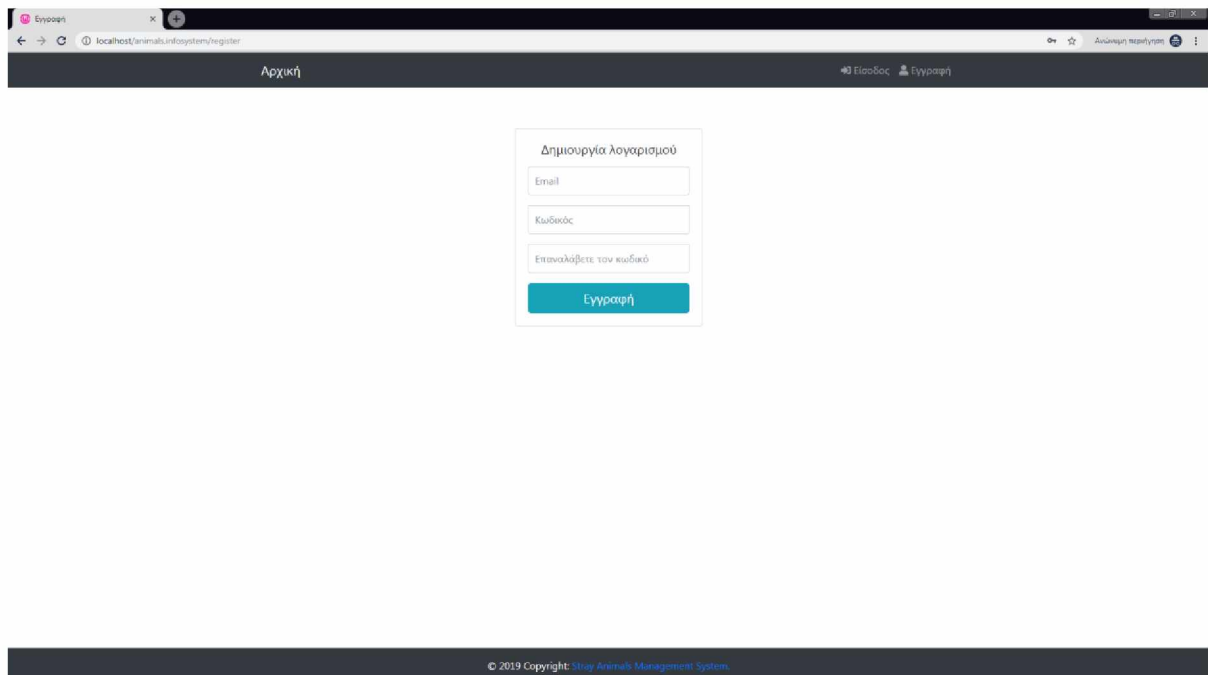 Εγγραφή
localhost/animals.infosystem/register
Ανώνυμη περιήγηση
Αρχική
Είσοδος Εγγραφή
Δημιουργία λογαρισμού
Email
Κωδικός
Επαναλάβετε τον κωδικό
Εγγραφή
© 2019 Copyright: Stray Animals Management System.